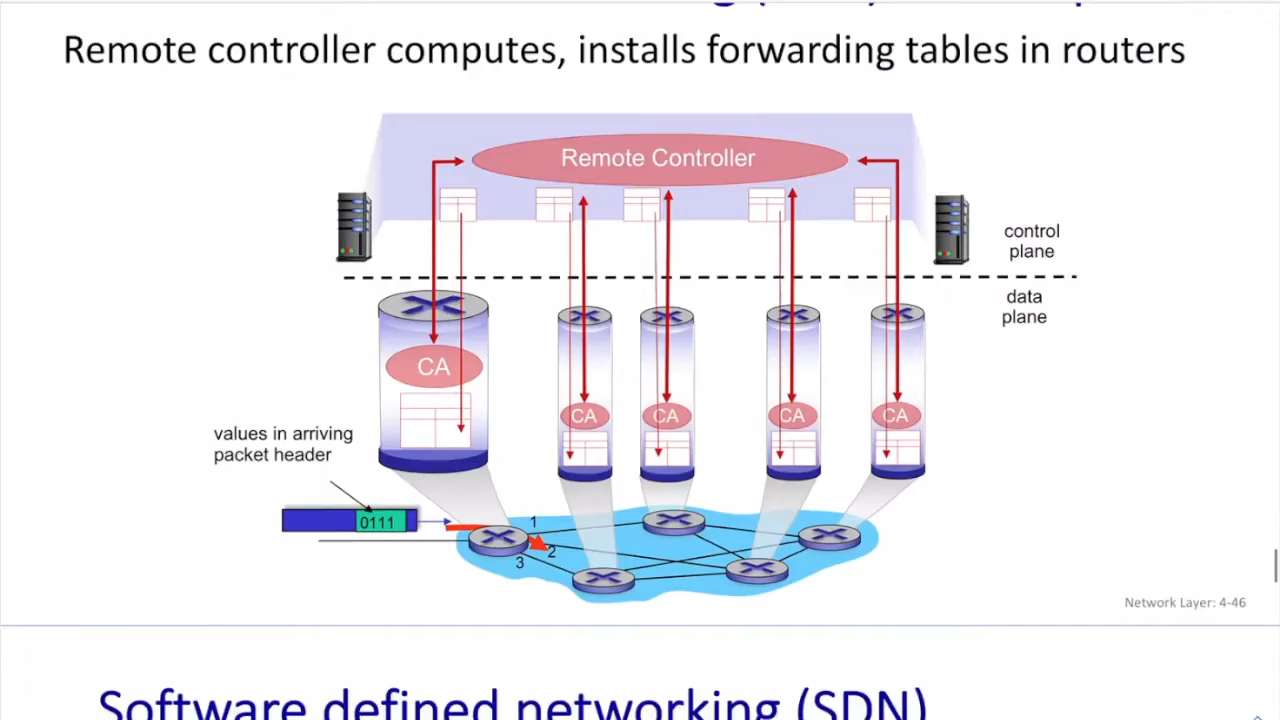 Remote controller computes, installs forwarding tables in routers
Remote Controller
control
plane
data
plane
CA
CA
CA
CA
CA
values in arriving
packet header
0111
1
2
3
Network Layer: 4-46
Software defined networking (SDN)